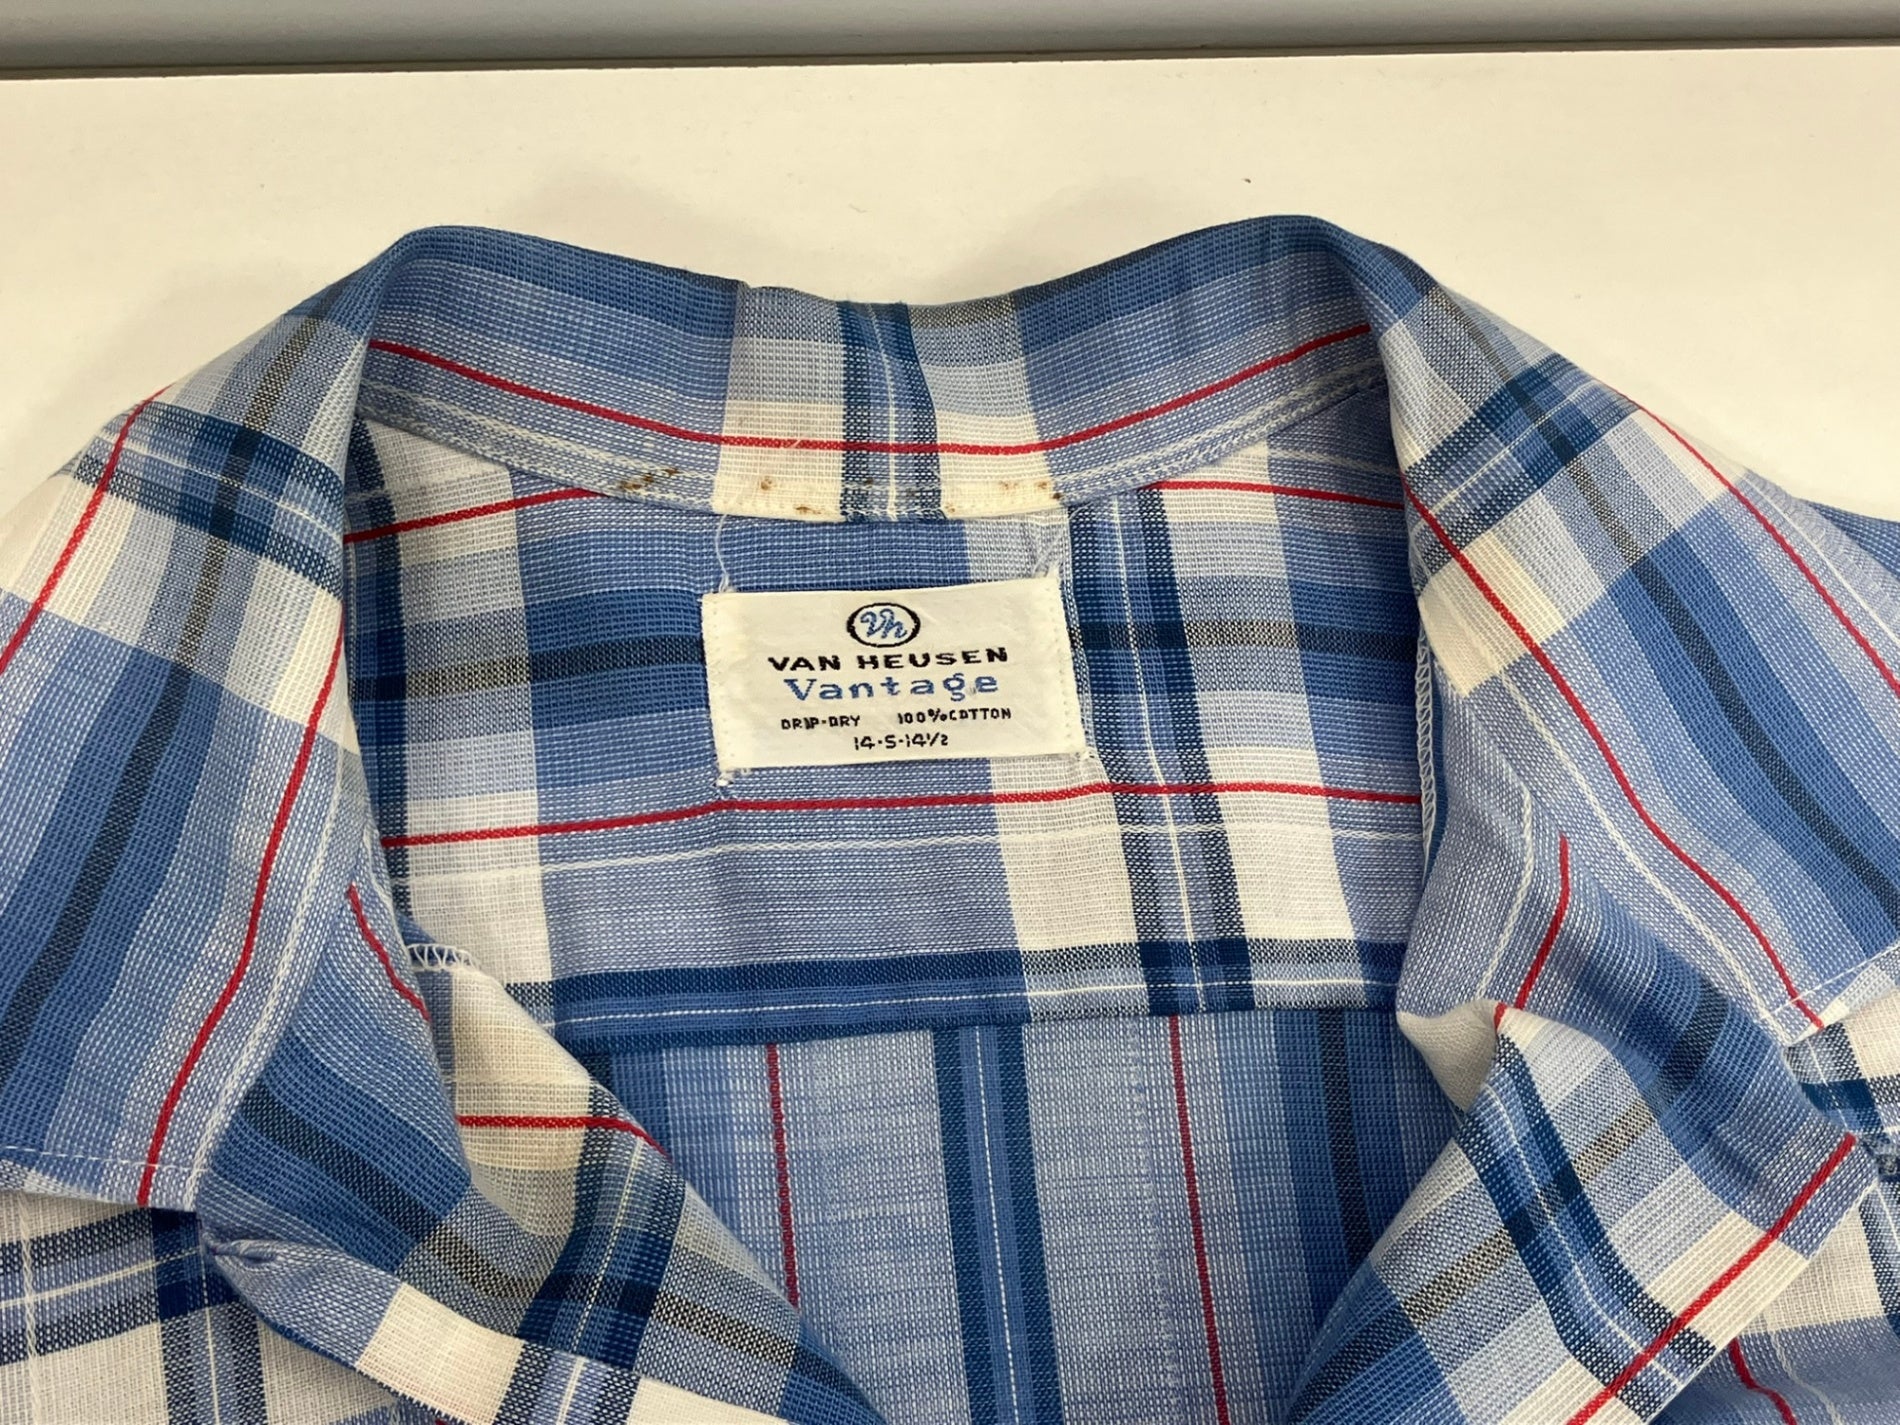 Vh
VAN HEUSEN
Vantage
DRIP-DRY 100% COTTON
14-S-14½